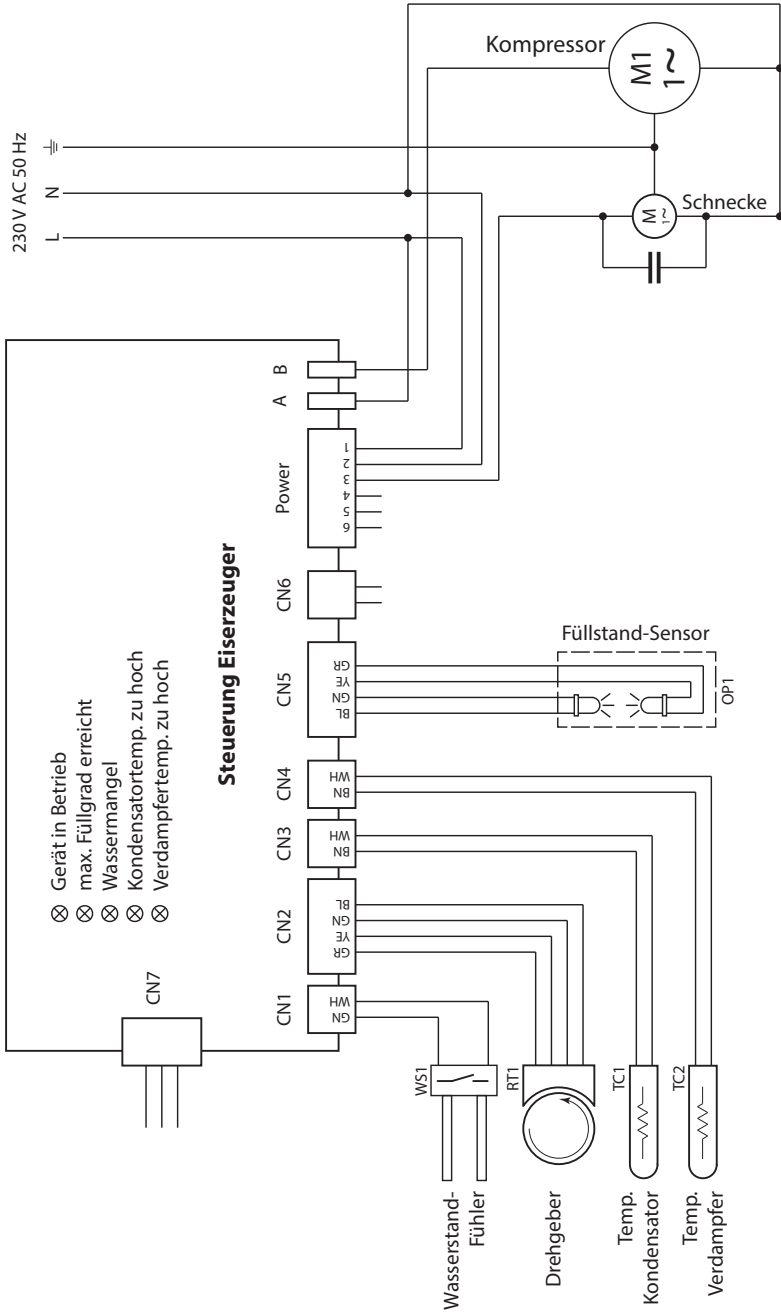 230 V AC 50 Hz
L
N
Kompressor
M1
1~
Schnecke
M
1~
Steuerung Eiserzeuger
Gerät in Betrieb
max. Füllgrad erreicht
Wassermangel
Kondensatortemp. zu hoch
Verdampfertemp. zu hoch
CN7
CN1
GN
WH
CN2
GR
YE
GN
BL
CN3
BN
WH
CN4
BN
WH
CN5
BL
GN
YE
GR
CN6
Power
6
5
4
3
2
1
A
B
Füllstand-Sensor
OP1
WS1
Wasserstand-
Fühler
RT1
Drehgeber
TC1
Temp.
Kondensator
TC2
Temp.
Verdampfer